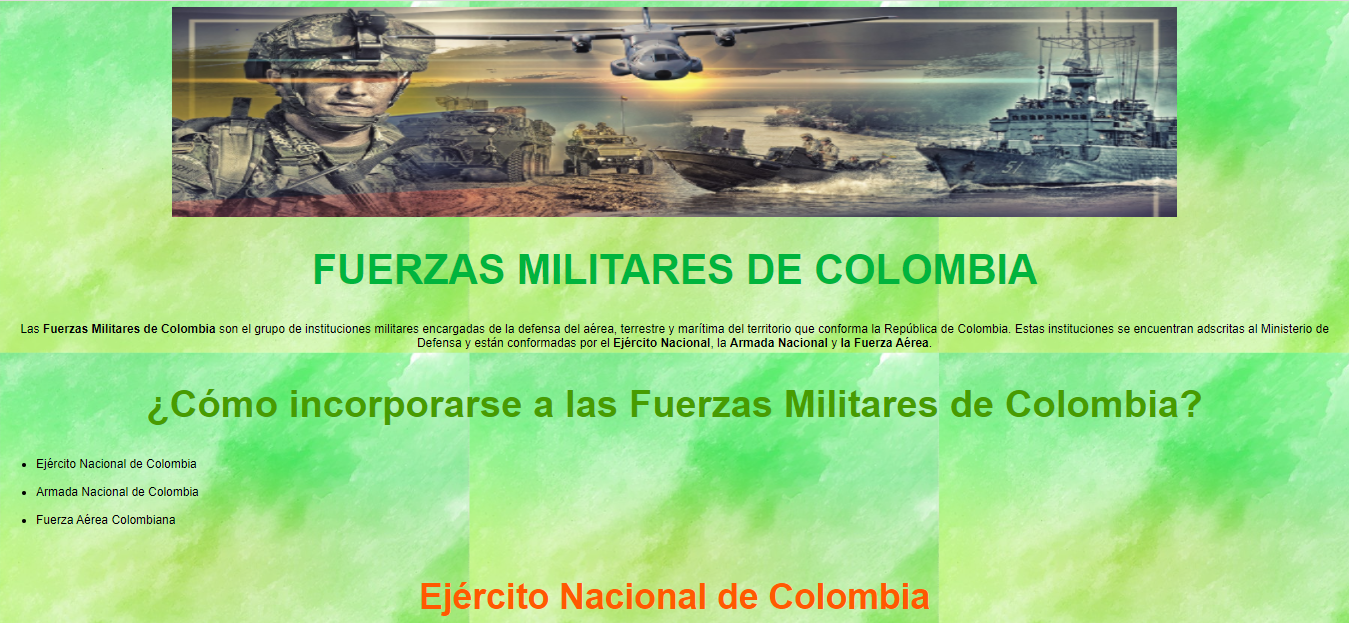 FUERZAS MILITARES DE COLOMBIA
Las Fuerzas Militares de Colombia son el grupo de instituciones militares encargadas de la defensa del aérea, terrestre y marítima del territorio que conforma la República de Colombia. Estas instituciones se encuentran adscritas al Ministerio de
Defensa y están conformadas por el Ejército Nacional, la Armada Nacional y la Fuerza Aérea.
¿Cómo incorporarse a las Fuerzas Militares de Colombia?
• Ejército Nacional de Colombia
• Armada Nacional de Colombia
• Fuerza Aérea Colombiana
Ejército Nacional de Colombia